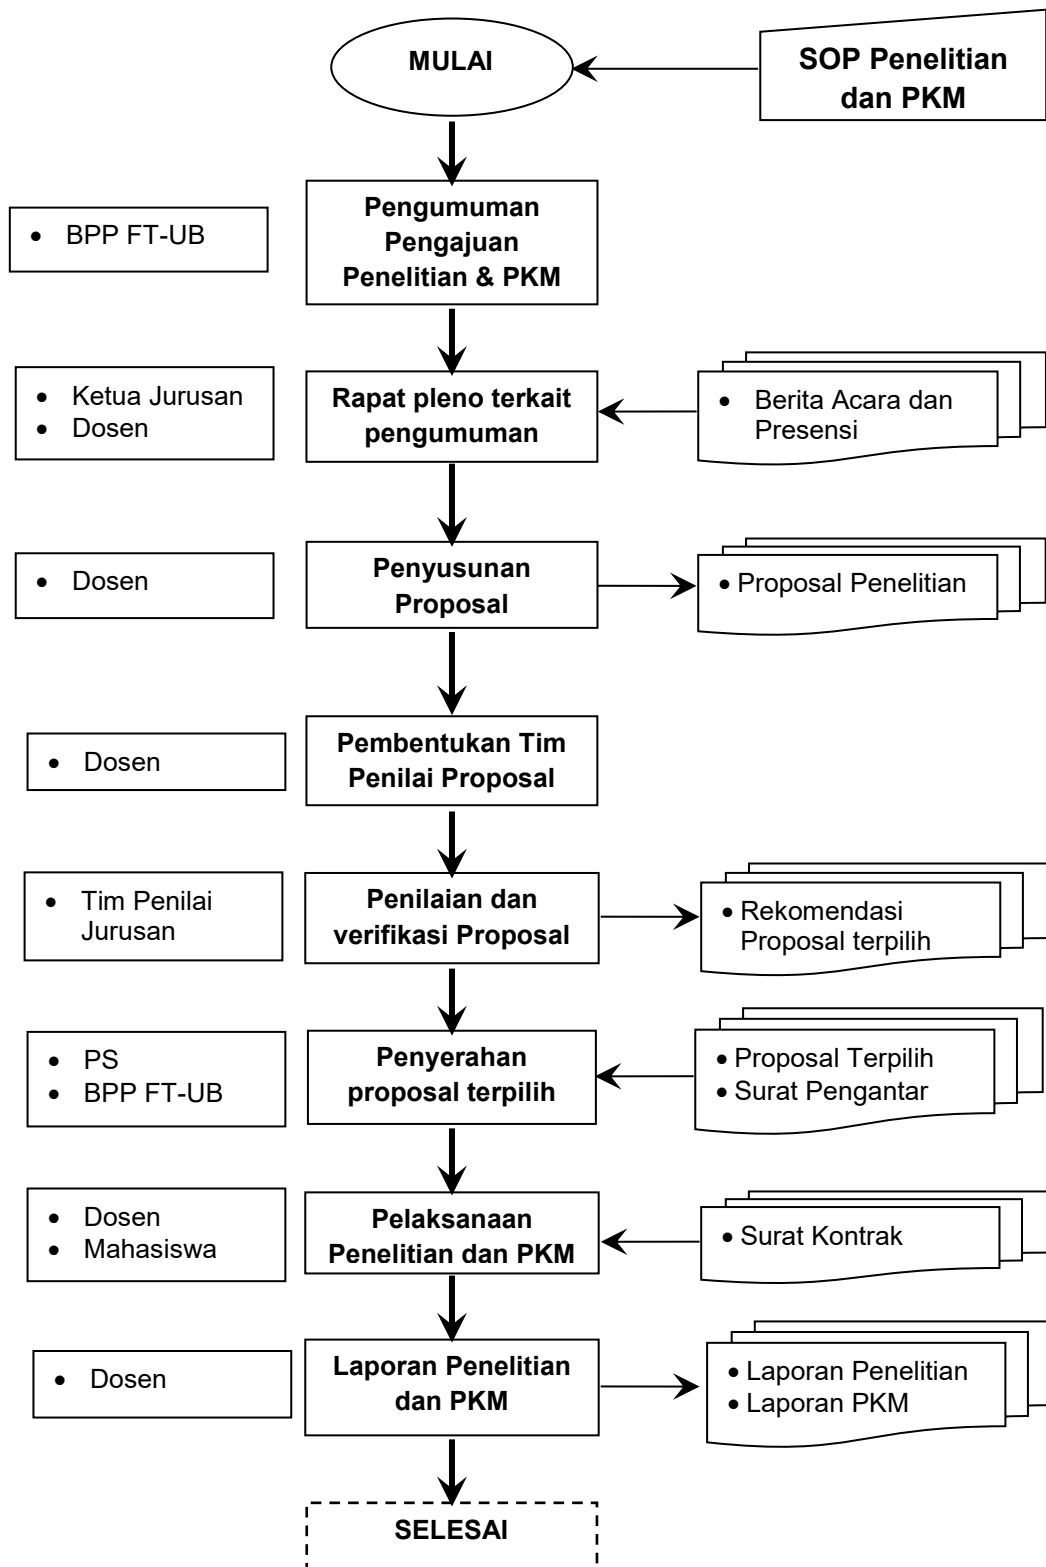 MULAI
SOP Penelitian
dan PKM
• BPP FT-UB
Pengumuman
Pengajuan
Penelitian & PKM
• Ketua Jurusan
• Dosen
Rapat pleno terkait
pengumuman
• Berita Acara dan
Presensi
• Dosen
Penyusunan
Proposal
• Proposal Penelitian
• Dosen
Pembentukan Tim
Penilai Proposal
• Tim Penilai
Jurusan
Penilaian dan
verifikasi Proposal
• Rekomendasi
Proposal terpilih
• PS
• BPP FT-UB
Penyerahan
proposal terpilih
• Proposal Terpilih
• Surat Pengantar
• Dosen
• Mahasiswa
Pelaksanaan
Penelitian dan PKM
• Surat Kontrak
• Dosen
Laporan Penelitian
dan PKM
• Laporan Penelitian
• Laporan PKM
SELESAI